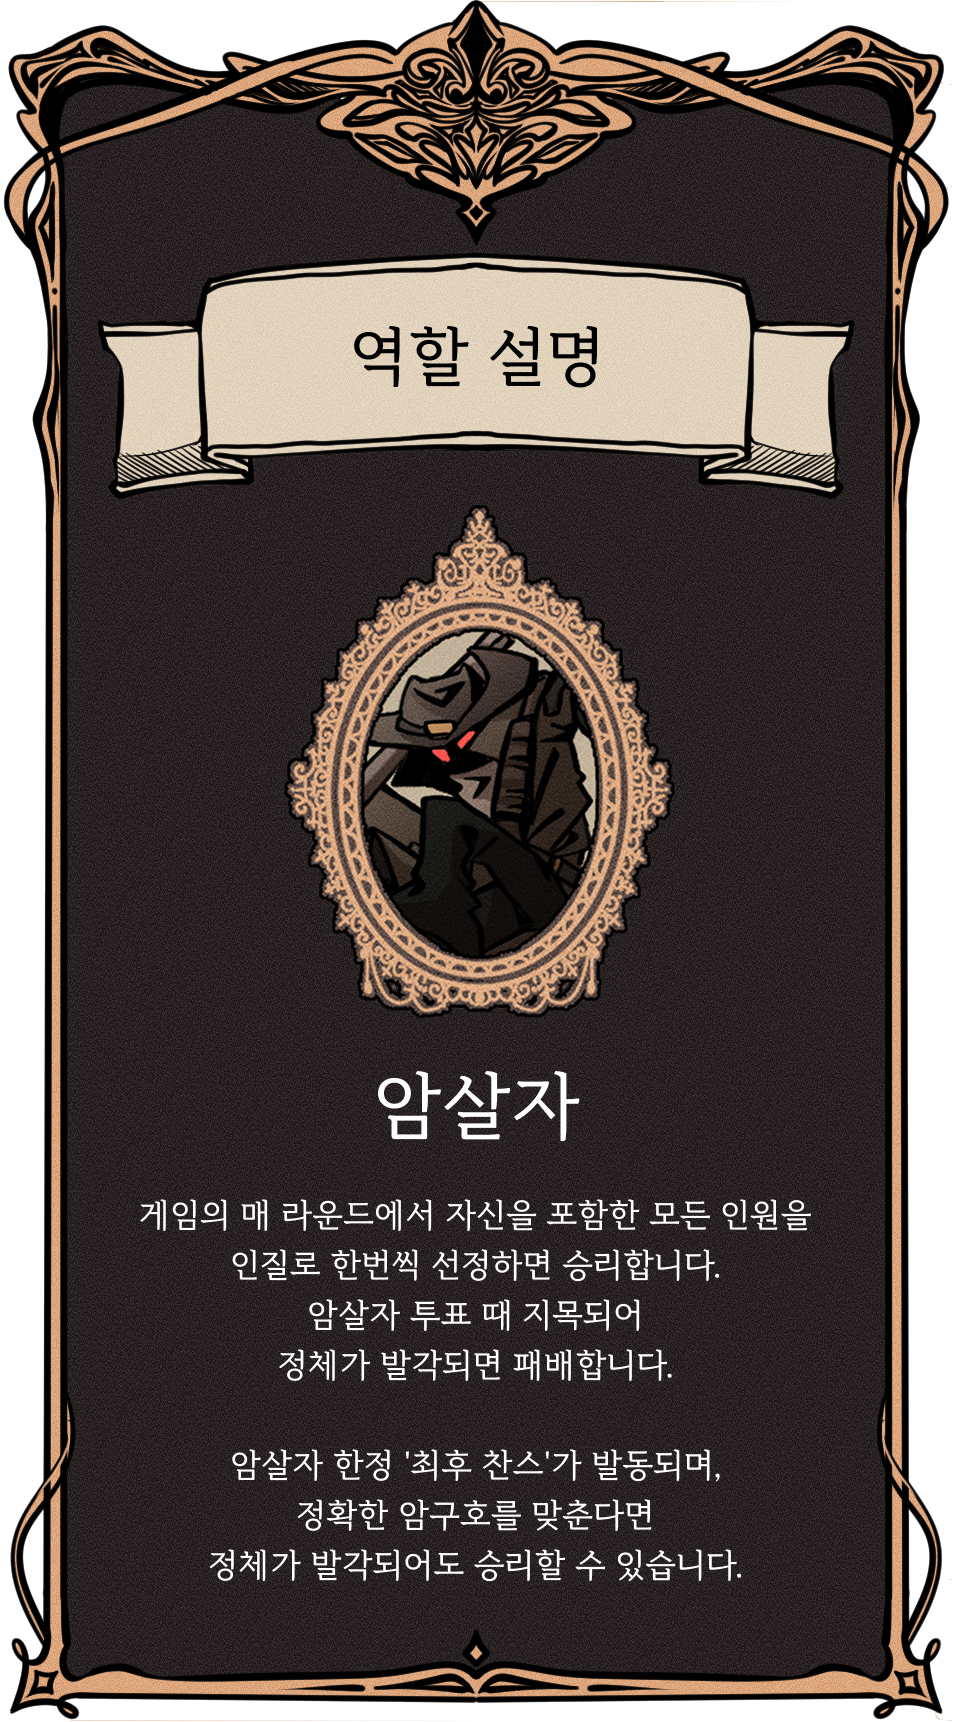 역할 설명
암살자
게임의 매 라운드에서 자신을 포함한 모든 인원을
인질로 한번씩 선정하면 승리합니다.
암살자 투표 때 지목되어
정체가 발각되면 패배합니다.
암살자 한정 '최후 찬스'가 발동되며,
정확한 암구호를 맞춘다면
정체가 발각되어도 승리할 수 있습니다.